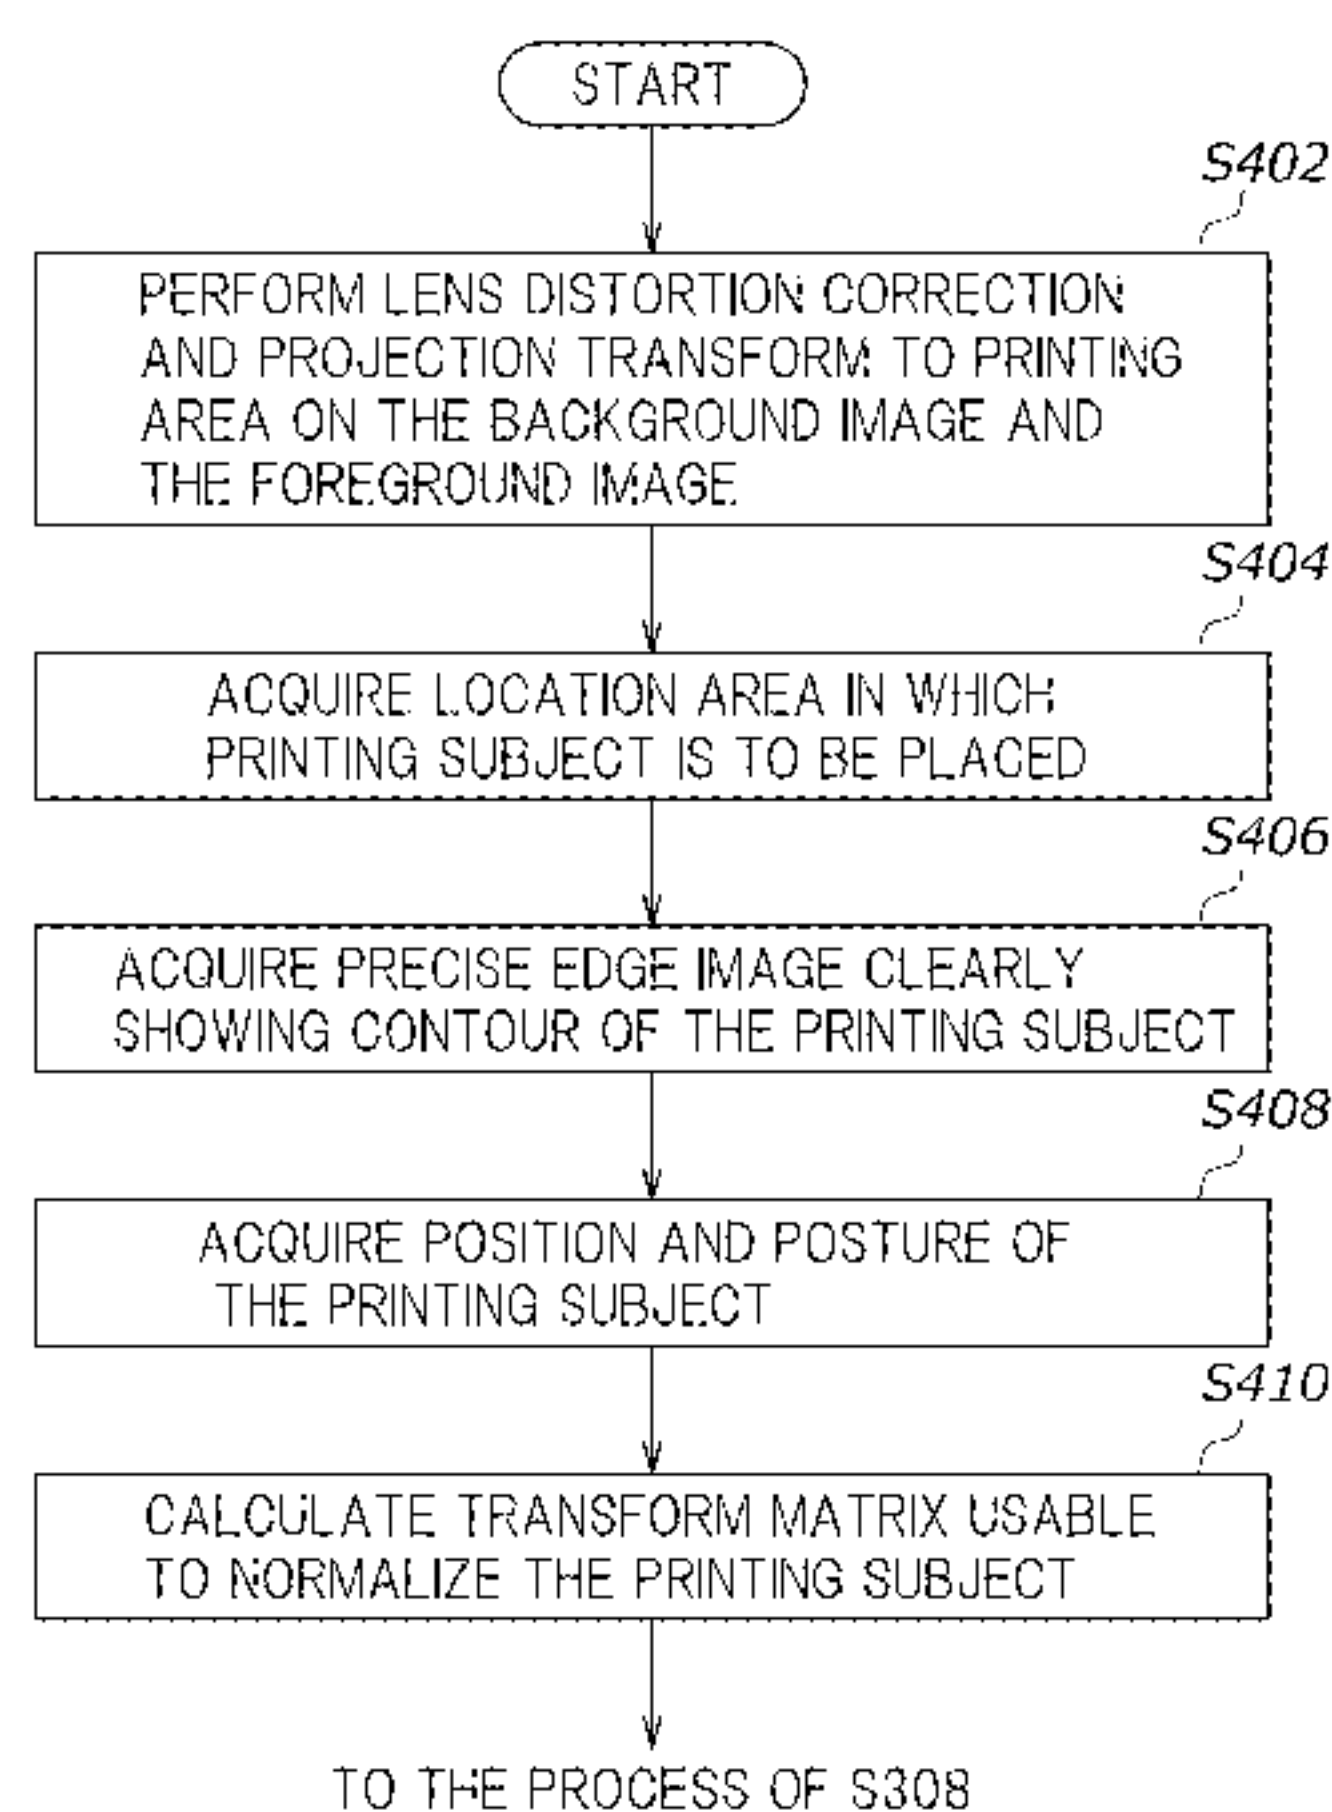 START
S402
PERFORM LENS DISTORTION CORRECTION
AND PROJECTION TRANSFORM TO PRINTING
AREA ON THE BACKGROUND IMAGE AND
THE FOREGROUND IMAGE
S404
ACQUIRE LOCATION AREA IN WHICH
PRINTING SUBJECT IS TO BE PLACED
S406
ACQUIRE PRECISE EDGE IMAGE CLEARLY
SHOWING CONTOUR OF THE PRINTING SUBJECT
S408
ACQUIRE POSITION AND POSTURE OF
THE PRINTING SUBJECT
S410
CALCULATE TRANSFORM MATRIX USABLE
TO NORMALIZE THE PRINTING SUBJECT
TO THE PROCESS OF S308